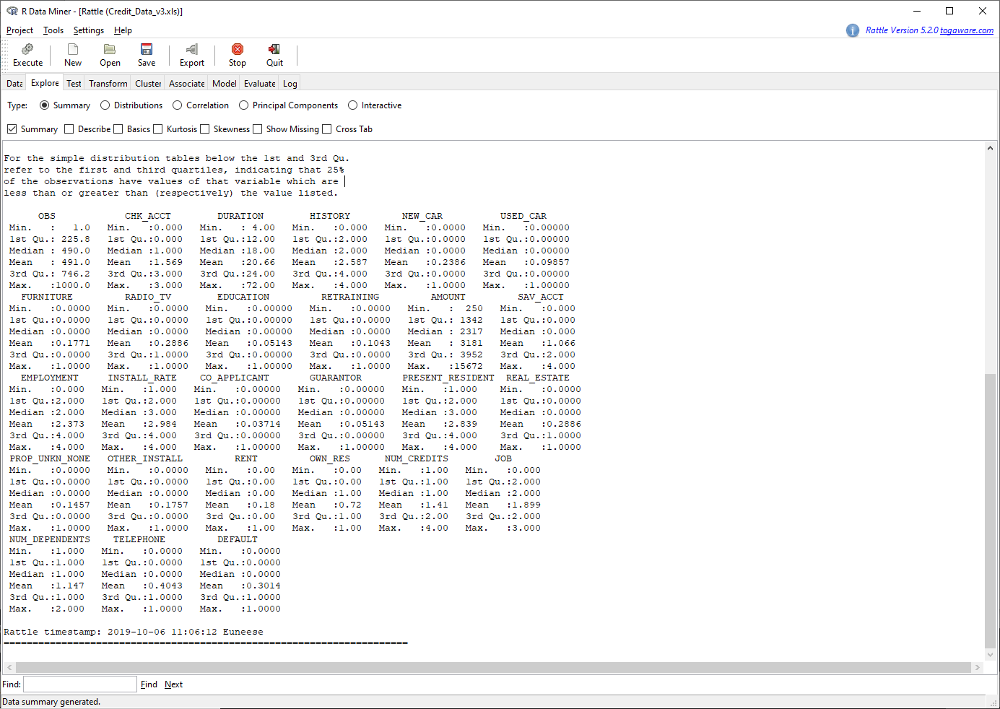 R Data Miner - [Rattle (Credit_Data_v3.xls)]
Project Tools Settings Help Rattle Version 5.2.0 togaware.com
Execute New Open Save Export Stop Quit
Data Explore Test Transform Cluster Associate Model Evaluate Log
Type: Summary Distributions Correlation Principal Components Interactive
Summary Describe Basics Kurtosis Skewness Show Missing Cross Tab
For the simple distribution tables below the 1st and 3rd Qu.
refer to the first and third quartiles, indicating that 25%
of the observations have values of that variable which are
less than or greater than (respectively) the value listed.
OBS CHK_ACCT DURATION HISTORY NEW_CAR USED_CAR
Min. : 1.0 Min. :0.000 Min. : 4.00 Min. :0.000 Min. :0.0000 Min. :0.00000
1st Qu.: 225.8 1st Qu.:0.000 1st Qu.:12.00 1st Qu.:2.000 1st Qu.:0.0000 1st Qu.:0.00000
Median : 490.0 Median :1.000 Median :18.00 Median :2.000 Median :0.0000 Median :0.00000
Mean : 491.0 Mean :1.569 Mean :20.66 Mean :2.587 Mean :0.2386 Mean :0.09857
3rd Qu.: 746.2 3rd Qu.:3.000 3rd Qu.:24.00 3rd Qu.:4.000 3rd Qu.:0.0000 3rd Qu.:0.00000
Max. :1000.0 Max. :3.000 Max. :72.00 Max. :4.000 Max. :1.0000 Max. :1.00000
FURNITURE RADIO_TV EDUCATION RETRAINING AMOUNT SAV_ACCT
Min. :0.0000 Min. :0.0000 Min. :0.00000 Min. :0.0000 Min. : 250 Min. :0.000
1st Qu.:0.0000 1st Qu.:0.0000 1st Qu.:0.00000 1st Qu.:0.0000 1st Qu.: 1342 1st Qu.:0.000
Median :0.0000 Median :0.0000 Median :0.00000 Median :0.0000 Median : 2317 Median :0.000
Mean :0.1771 Mean :0.2886 Mean :0.05143 Mean :0.1043 Mean : 3181 Mean :1.066
3rd Qu.:0.0000 3rd Qu.:1.0000 3rd Qu.:0.00000 3rd Qu.:0.0000 3rd Qu.: 3952 3rd Qu.:2.000
Max. :1.0000 Max. :1.0000 Max. :1.00000 Max. :1.0000 Max. :15672 Max. :4.000
EMPLOYMENT INSTALL_RATE CO_APPLICANT GUARANTOR PRESENT_RESIDENT REAL_ESTATE
Min. :0.000 Min. :1.000 Min. :0.00000 Min. :0.00000 Min. :1.000 Min. :0.0000
1st Qu.:2.000 1st Qu.:2.000 1st Qu.:0.00000 1st Qu.:0.00000 1st Qu.:2.000 1st Qu.:0.0000
Median :2.000 Median :3.000 Median :0.00000 Median :0.00000 Median :3.000 Median :0.0000
Mean :2.373 Mean :2.984 Mean :0.03714 Mean :0.05143 Mean :2.839 Mean :0.2886
3rd Qu.:4.000 3rd Qu.:4.000 3rd Qu.:0.00000 3rd Qu.:0.00000 3rd Qu.:4.000 3rd Qu.:1.0000
Max. :4.000 Max. :4.000 Max. :1.00000 Max. :1.00000 Max. :4.000 Max. :1.0000
PROP_UNKN_NONE OTHER_INSTALL RENT OWN_RES NUM_CREDITS JOB
Min. :0.0000 Min. :0.0000 Min. :0.00 Min. :0.00 Min. :1.00 Min. :0.000
1st Qu.:0.0000 1st Qu.:0.0000 1st Qu.:0.00 1st Qu.:0.00 1st Qu.:1.00 1st Qu.:2.000
Median :0.0000 Median :0.0000 Median :0.00 Median :1.00 Median :1.00 Median :2.000
Mean :0.1457 Mean :0.1757 Mean :0.18 Mean :0.72 Mean :1.41 Mean :1.899
3rd Qu.:0.0000 3rd Qu.:0.0000 3rd Qu.:0.00 3rd Qu.:1.00 3rd Qu.:2.00 3rd Qu.:2.000
Max. :1.0000 Max. :1.0000 Max. :1.00 Max. :1.00 Max. :4.00 Max. :3.000
NUM_DEPENDENTS TELEPHONE DEFAULT
Min. :1.000 Min. :0.0000 Min. :0.0000
1st Qu.:1.000 1st Qu.:0.0000 1st Qu.:0.0000
Median :1.000 Median :0.0000 Median :0.0000
Mean :1.147 Mean :0.4043 Mean :0.3014
3rd Qu.:1.000 3rd Qu.:1.0000 3rd Qu.:1.0000
Max. :2.000 Max. :1.0000 Max. :1.0000
Rattle timestamp: 2019-10-06 11:06:12 Euneese
======================================================================
Find: Find Next
Data summary generated.